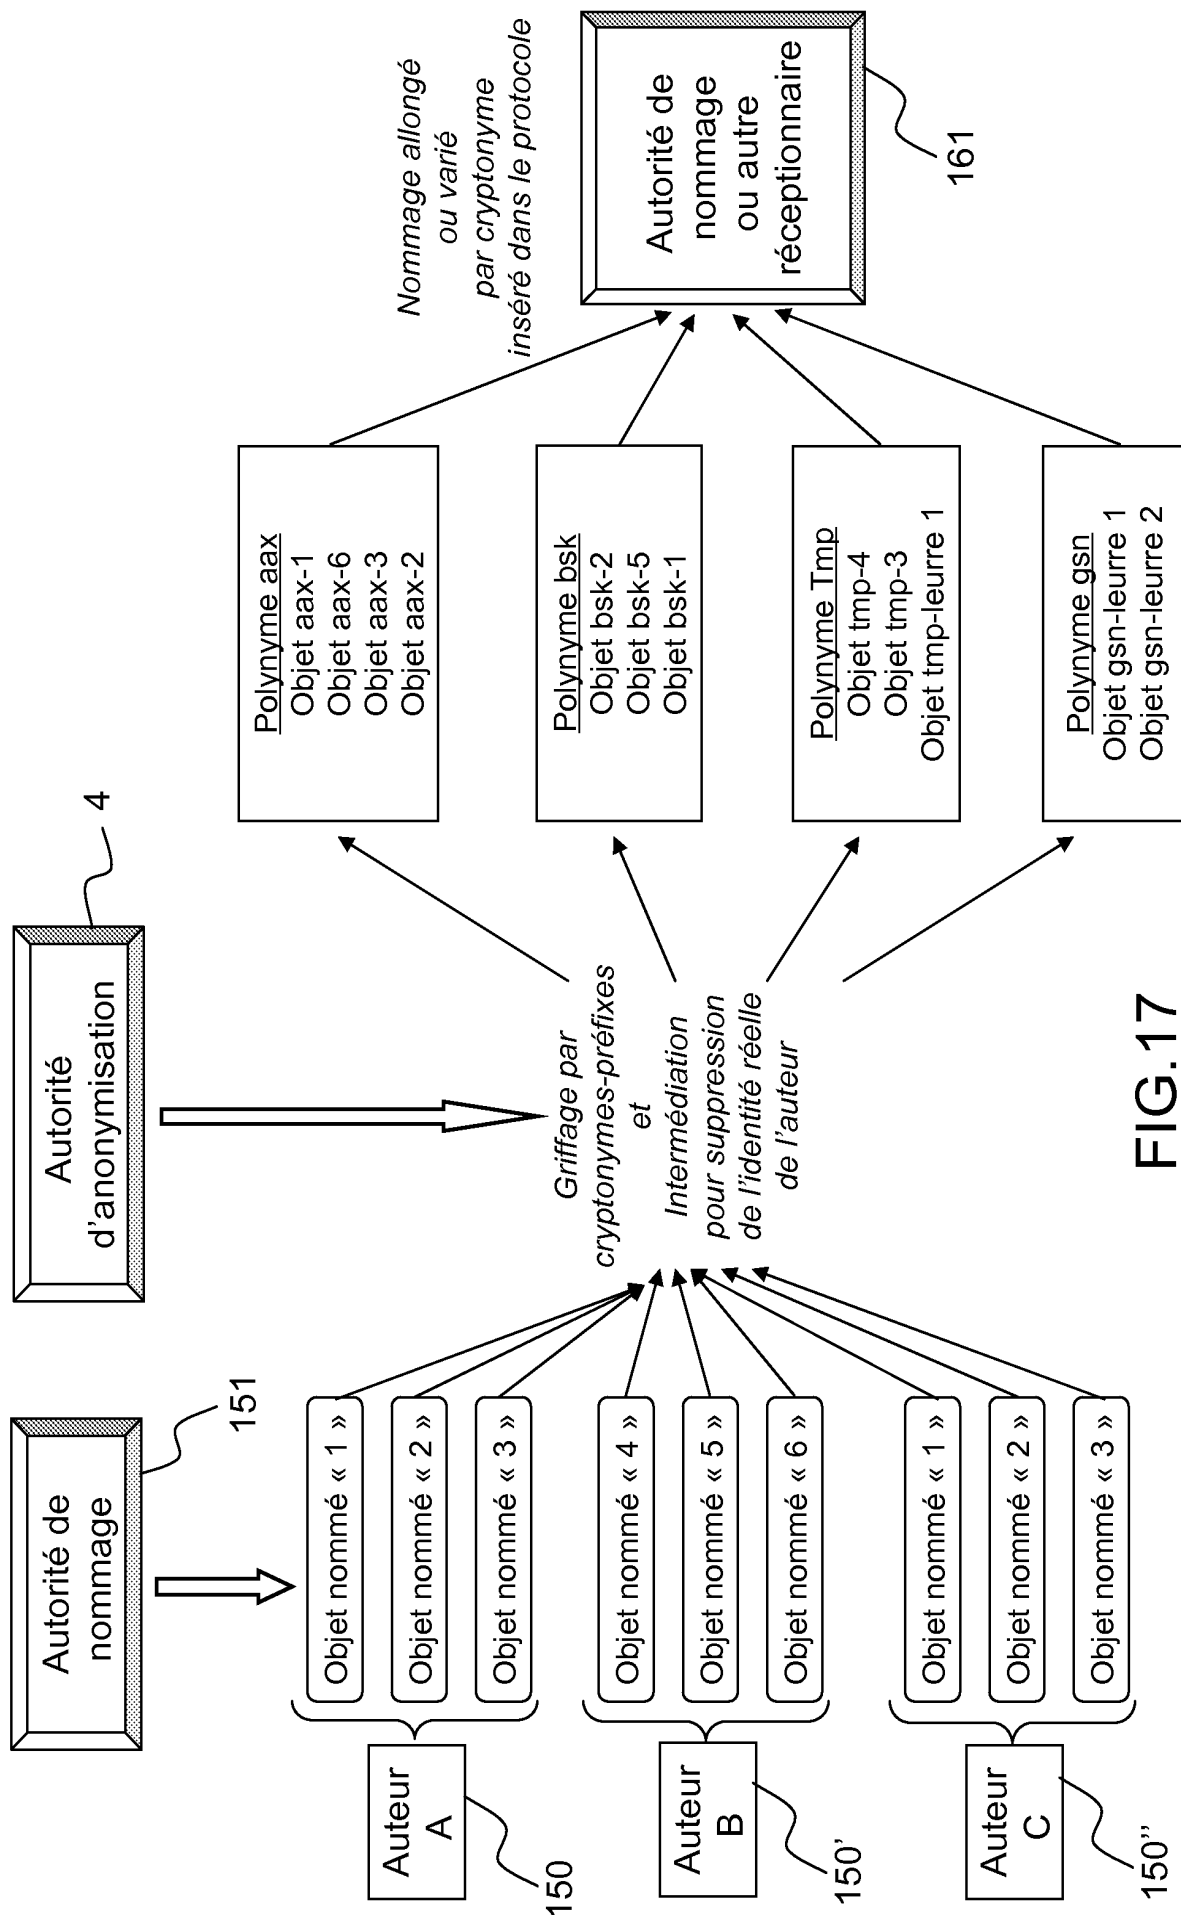 Autorité de
nommage
151
Autorité
d'anonymisation
4
Auteur
A
150
Objet nommé « 1 »
Objet nommé « 2 »
Objet nommé « 3 »
Auteur
B
150'
Objet nommé « 4 »
Objet nommé « 5 »
Objet nommé « 6 »
Auteur
C
150''
Objet nommé « 1 »
Objet nommé « 2 »
Objet nommé « 3 »
Griffage par
cryptonymes-préfixes
et
Intermédiation
pour suppression
de l'identité réelle
de l'auteur
Polynyme aax
Objet aax-1
Objet aax-6
Objet aax-3
Objet aax-2
Polynyme bsk
Objet bsk-2
Objet bsk-5
Objet bsk-1
Polynyme Tmp
Objet tmp-4
Objet tmp-3
Objet tmp-leurre 1
Polynyme gsn
Objet gsn-leurre 1
Objet gsn-leurre 2
Nommage allongé
ou varié
par cryptonyme
inséré dans le protocole
Autorité de
nommage
ou autre
réceptionnaire
161
FIG.17